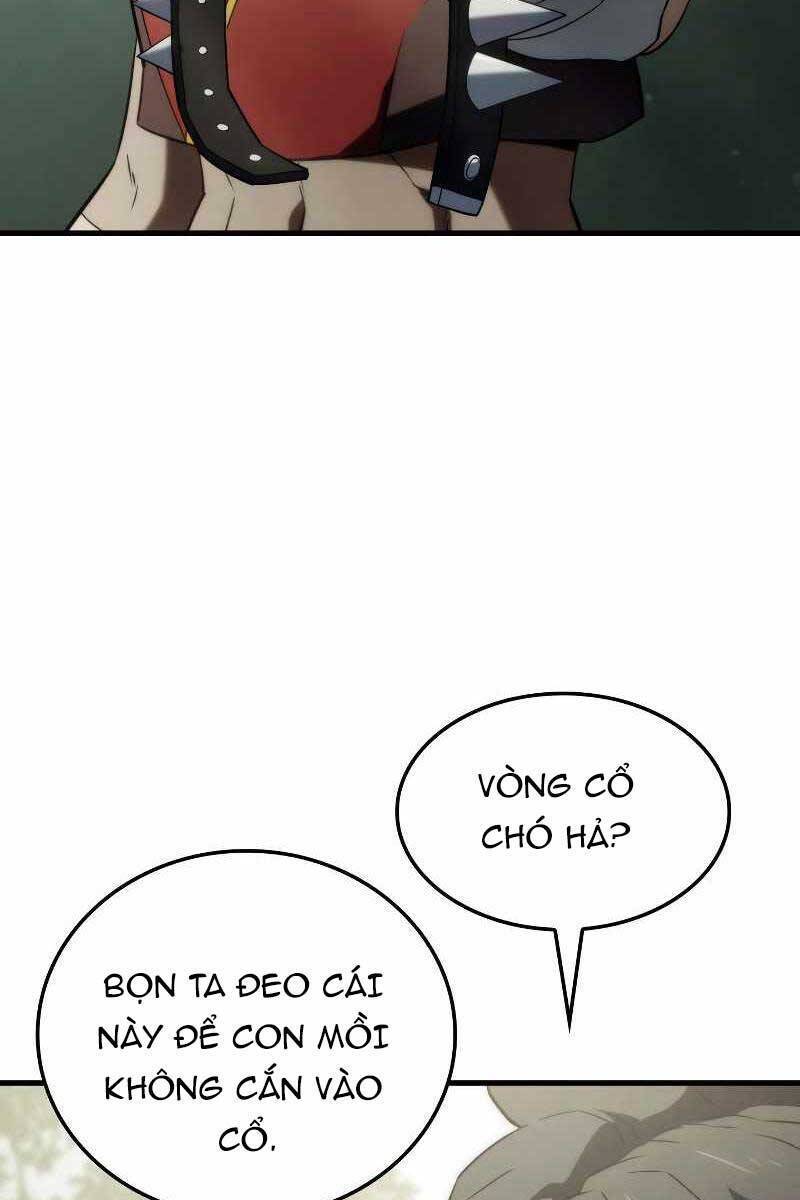 VÒNG CỔ
CHÓ HẢ?
BỌN TA ĐEO CÁI
NÀY ĐỂ CON MỒI
KHÔNG CẮN VÀO
CỔ.